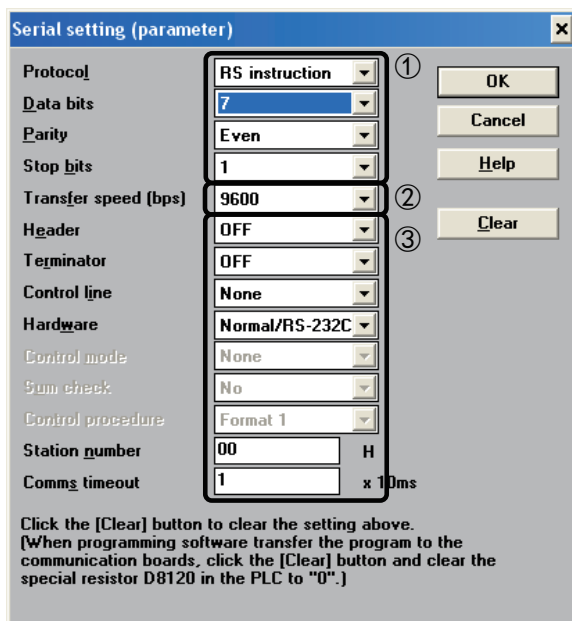 Serial setting (parameter)
Protocol RS instruction ① OK
Data bits 7
Parity Even Cancel
Stop bits 1 Help
Transfer speed (bps) 9600 ②
Header OFF ③ Clear
Terminator OFF
Control line None
Hardware Normal/RS-232C
Control mode None
Sum check No
Control procedure Format 1
Station number 00 H
Comms timeout 1 x 10ms
Click the [Clear] button to clear the setting above.
(When programming software transfer the program to the
communication boards, click the [Clear] button and clear the
special resistor D8120 in the PLC to "0".)